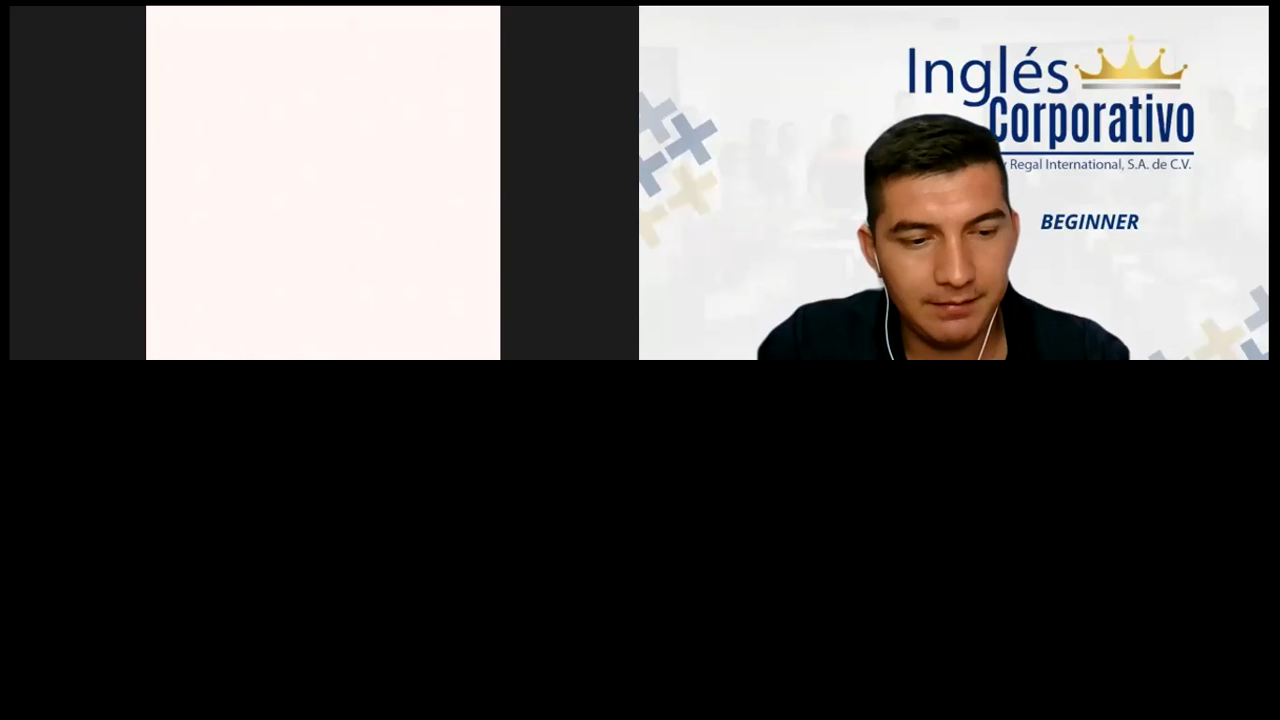 Inglés
Corporativo
Regal International, S.A. de C.V.
BEGINNER